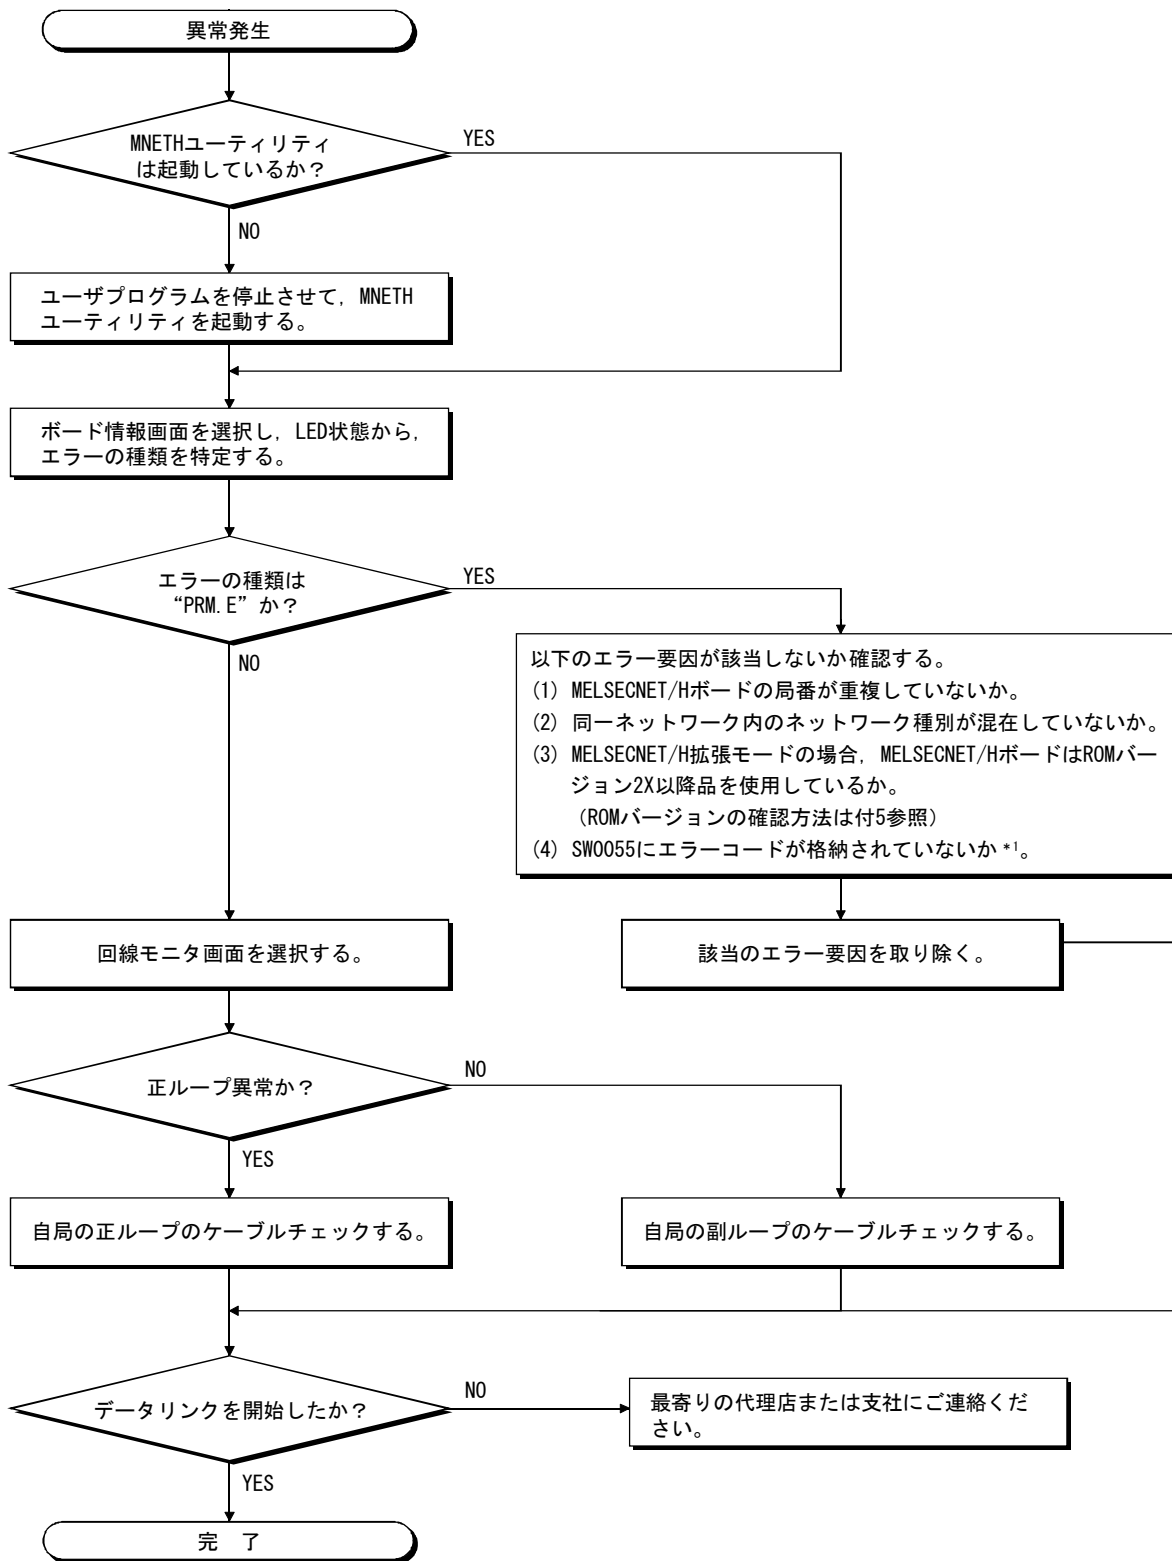 異常発生
MNETHユーティリティ
は起動しているか？
YES
NO
ユーザプログラムを停止させて，MNETH
ユーティリティを起動する。
ボード情報画面を選択し，LED状態から，
エラーの種類を特定する。
エラーの種類は
“PRM.E”か？
YES
NO
以下のエラー要因が該当しないか確認する。
(1) MELSECNET/Hボードの局番が重複していないか。
(2) 同一ネットワーク内のネットワーク種別が混在していないか。
(3) MELSECNET/H拡張モードの場合，MELSECNET/HボードはROMバー
ジョン2X以降品を使用しているか。
（ROMバージョンの確認方法は付5参照）
(4) SW0055にエラーコードが格納されていないか *1。
回線モニタ画面を選択する。
該当のエラー要因を取り除く。
正ループ異常か？
NO
YES
自局の正ループのケーブルチェックする。
自局の副ループのケーブルチェックする。
データリンクを開始したか？
NO
最寄りの代理店または支社にご連絡くだ
さい。
YES
完　了